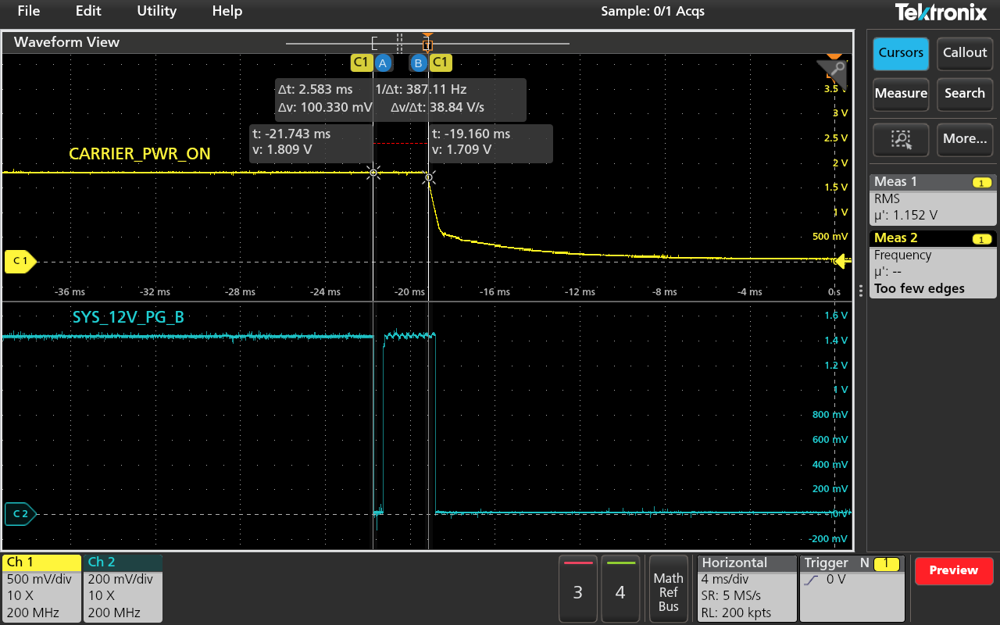 File Edit Utility Help Sample: 0/1 Acqs Tektronix
Waveform View
Cursors Callout
C1 A B C1
Δt: 2.583 ms 1/Δt: 387.11 Hz
Δv: 100.330 mV Δv/Δt: 38.84 V/s
3.5 V
Measure Search
3 V
t: -21.743 ms t: -19.160 ms
v: 1.809 V v: 1.709 V
2.5 V
More...
CARRIER_PWR_ON
2 V
1.5 V
Meas 1 1
RMS
µ': 1.152 V
1 V
500 mV
Meas 2 1
Frequency
µ': --
Too few edges
C 1
-36 ms -32 ms -28 ms -24 ms -20 ms -16 ms -12 ms -8 ms -4 ms 0 s
SYS_12V_PG_B
1.6 V
1.4 V
1.2 V
1 V
800 mV
600 mV
400 mV
200 mV
C 2
0 V
-200 mV
Ch 1
500 mV/div
10 X
200 MHz
Ch 2
200 mV/div
10 X
200 MHz
3
4
Math
Ref
Bus
Horizontal
4 ms/div
SR: 5 MS/s
RL: 200 kpts
Trigger N 1
0 V
Preview